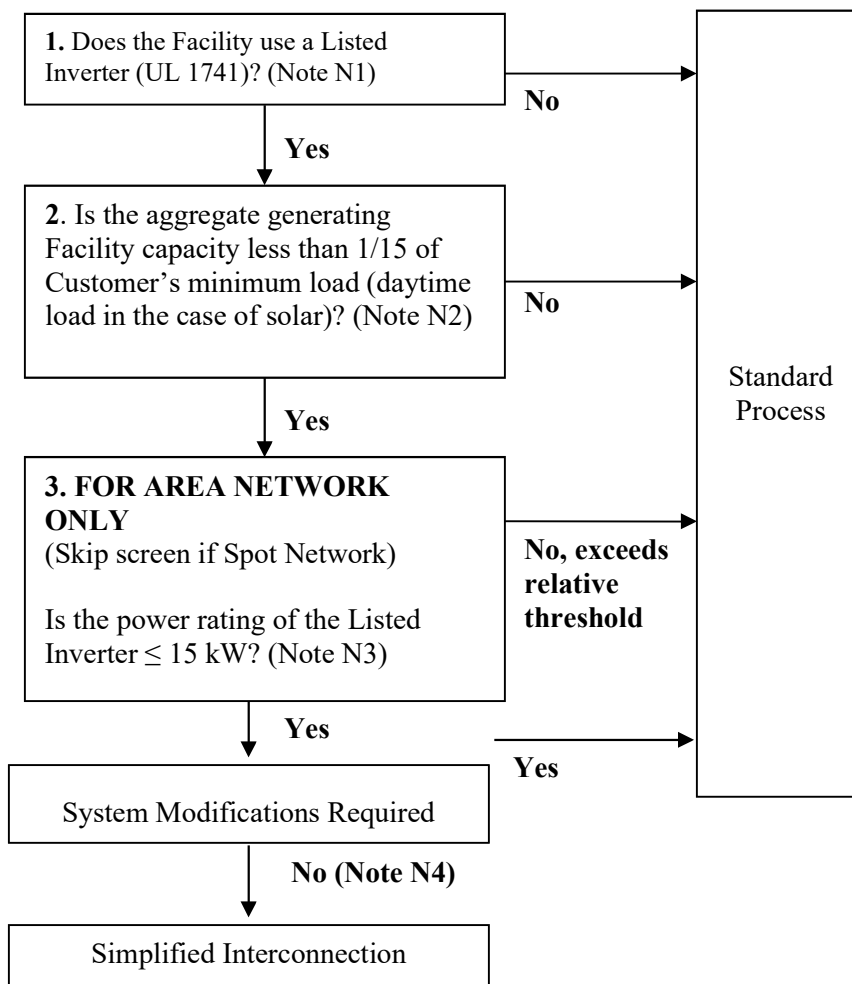 1. Does the Facility use a Listed
Inverter (UL 1741)? (Note N1)
No
Yes
2. Is the aggregate generating
Facility capacity less than 1/15 of
Customer’s minimum load (daytime
load in the case of solar)? (Note N2)
No
Standard
Process
Yes
3. FOR AREA NETWORK
ONLY
(Skip screen if Spot Network)
Is the power rating of the Listed
Inverter ≤ 15 kW? (Note N3)
No, exceeds
relative
threshold
Yes
Yes
System Modifications Required
No (Note N4)
Simplified Interconnection